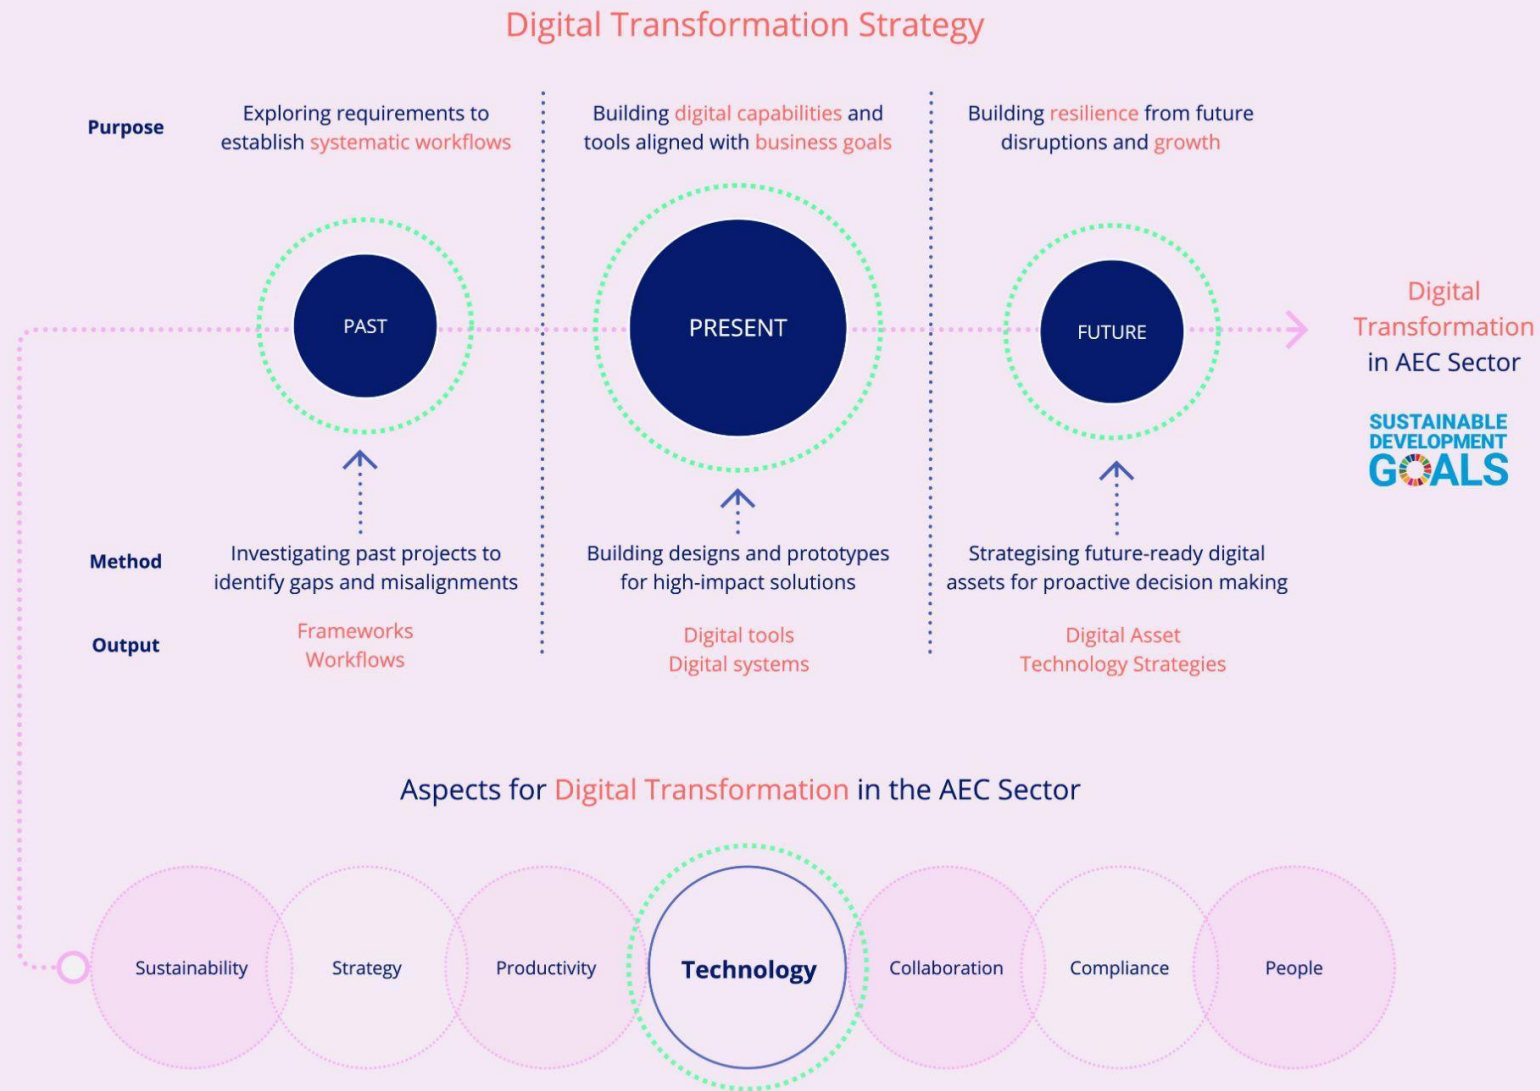 Digital Transformation Strategy
Purpose
Exploring requirements to
establish systematic workflows
Building digital capabilities and
tools aligned with business goals
Building resilience from future
disruptions and growth
PAST
PRESENT
FUTURE
Digital
Transformation
in AEC Sector
SUSTAINABLE
DEVELOPMENT
GOALS
Method
Investigating past projects to
identify gaps and misalignments
Building designs and prototypes
for high-impact solutions
Strategising future-ready digital
assets for proactive decision making
Output
Frameworks
Workflows
Digital tools
Digital systems
Digital Asset
Technology Strategies
Aspects for Digital Transformation in the AEC Sector
Sustainability
Strategy
Productivity
Technology
Collaboration
Compliance
People